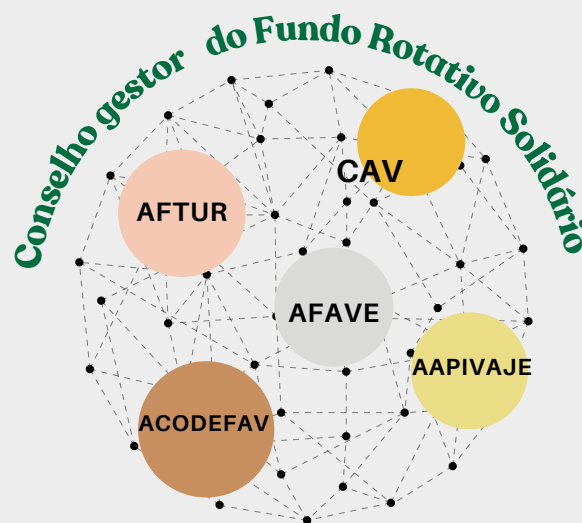 Conselho gestor do Fundo Rotativo Solidário
CAV
AFTUR
AFAVE
AAPIVAJE
ACODEFAV